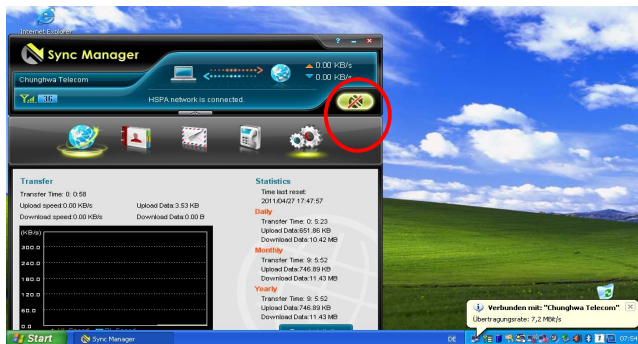 Internet Explorer
? – x
Sync Manager
Chunghwa Telecom
3G
0.00 KB/s
0.00 KB/s
HSPA network is connected.
Transfer
Transfer Time: 0: 0:58
Upload speed:0.00 KB/s
Upload Data:3.53 KB
Download speed:0.00 KB/s
Download Data:0.00 B
(KB/s)
300.0
240.0
180.0
120.0
60.0
0.0
Statistics
Time last reset:
2011/04/27 17:47:57
Daily
Transfer Time: 0: 5:23
Upload Data:651.86 KB
Download Data:10.42 MB
Monthly
Transfer Time: 9: 5:52
Upload Data:746.89 KB
Download Data:11.43 MB
Yearly
Transfer Time: 9: 5:52
Upload Data:746.89 KB
Download Data:11.43 MB
Verbunden mit: "Chunghwa Telecom"
Übertragungsrate: 7,2 MBit/s
Start
Sync Manager
DE
07:54